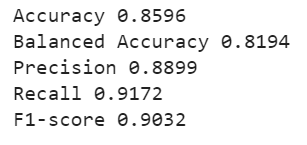 Accuracy 0.8596
Balanced Accuracy 0.8194
Precision 0.8899
Recall 0.9172
F1-score 0.9032